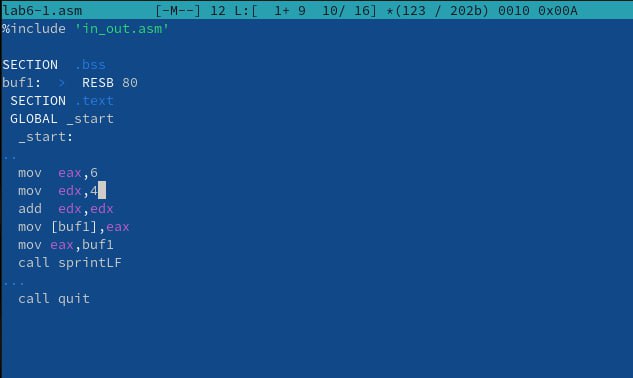 lab6-1.asm [-M--] 12 L:[ 1+ 9 10/ 16] *(123 / 202b) 0010 0x00A
%include 'in_out.asm'
SECTION .bss
buf1: > RESB 80
SECTION .text
GLOBAL _start
_start:
..
mov eax,6
mov edx,4
add edx,edx
mov [buf1],eax
mov eax,buf1
call sprintLF
...
call quit